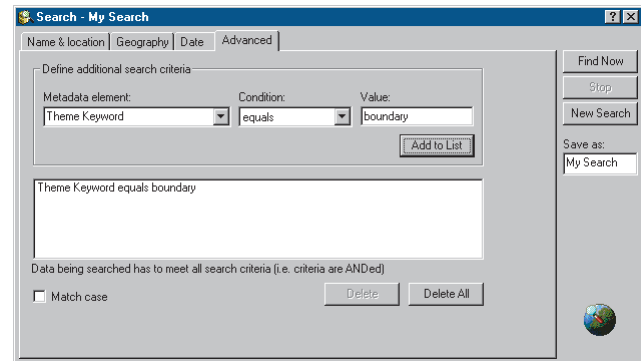 Search - My Search
Name & location Geography Date Advanced
Define additional search criteria
Metadata element: Condition: Value:
Theme Keyword equals boundary
Add to List
Theme Keyword equals boundary
Data being searched has to meet all search criteria (i.e. criteria are ANDed)
Match case
Delete Delete All
Find Now
Stop
New Search
Save as:
My Search